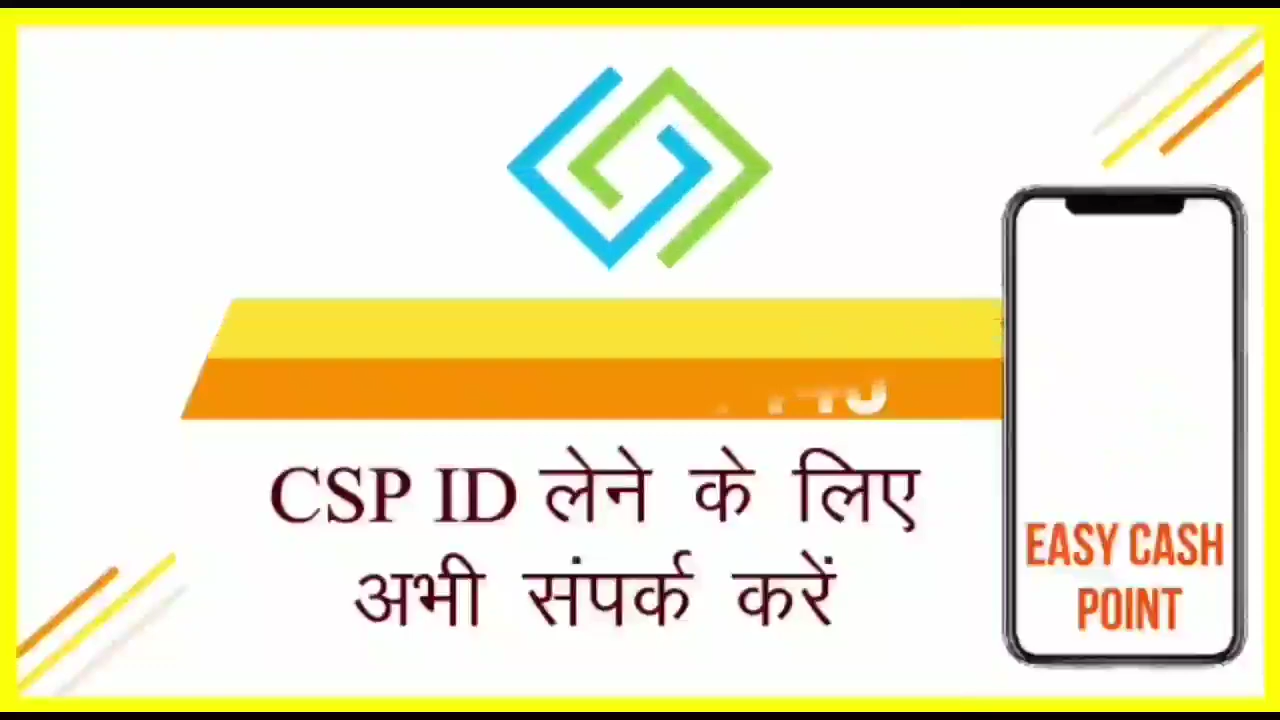 CSP ID लेने के लिए
अभी संपर्क करें
EASY CASH
POINT